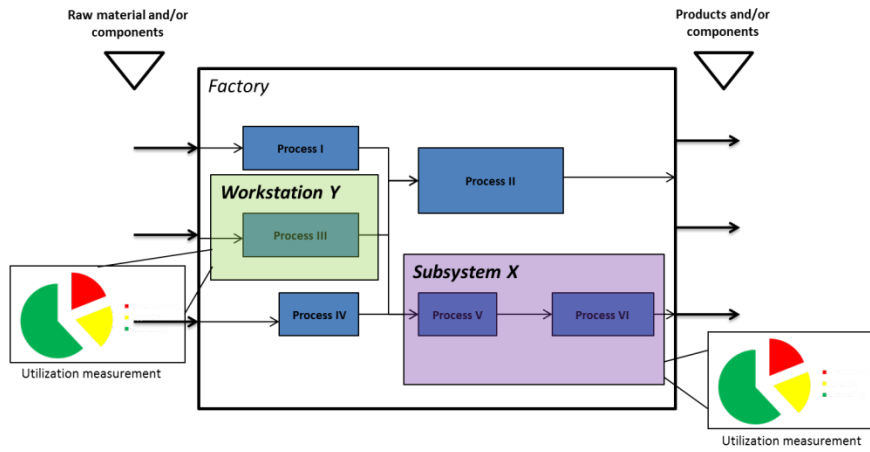 Raw material and/or
components
Products and/or
components
Factory
Process I
Process II
Workstation Y
Process III
Subsystem X
Process IV
Process V
Process VI
Utilization measurement
Utilization measurement